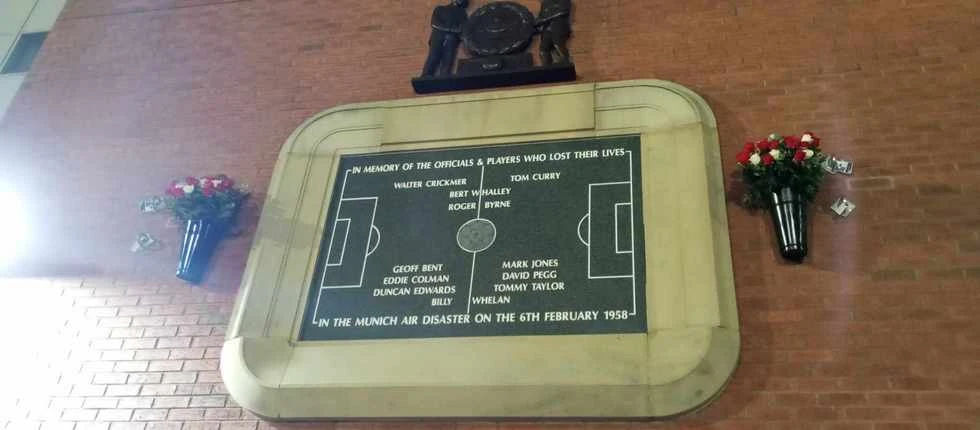 IN MEMORY OF THE OFFICIALS & PLAYERS WHO LOST THEIR LIVES
WALTER CRICKMER TOM CURRY
BERT WHALLEY
ROGER BYRNE
GEOFF BENT MARK JONES
EDDIE COLMAN DAVID PEGG
DUNCAN EDWARDS TOMMY TAYLOR
BILLY WHELAN
IN THE MUNICH AIR DISASTER ON THE 6TH FEBRUARY 1958